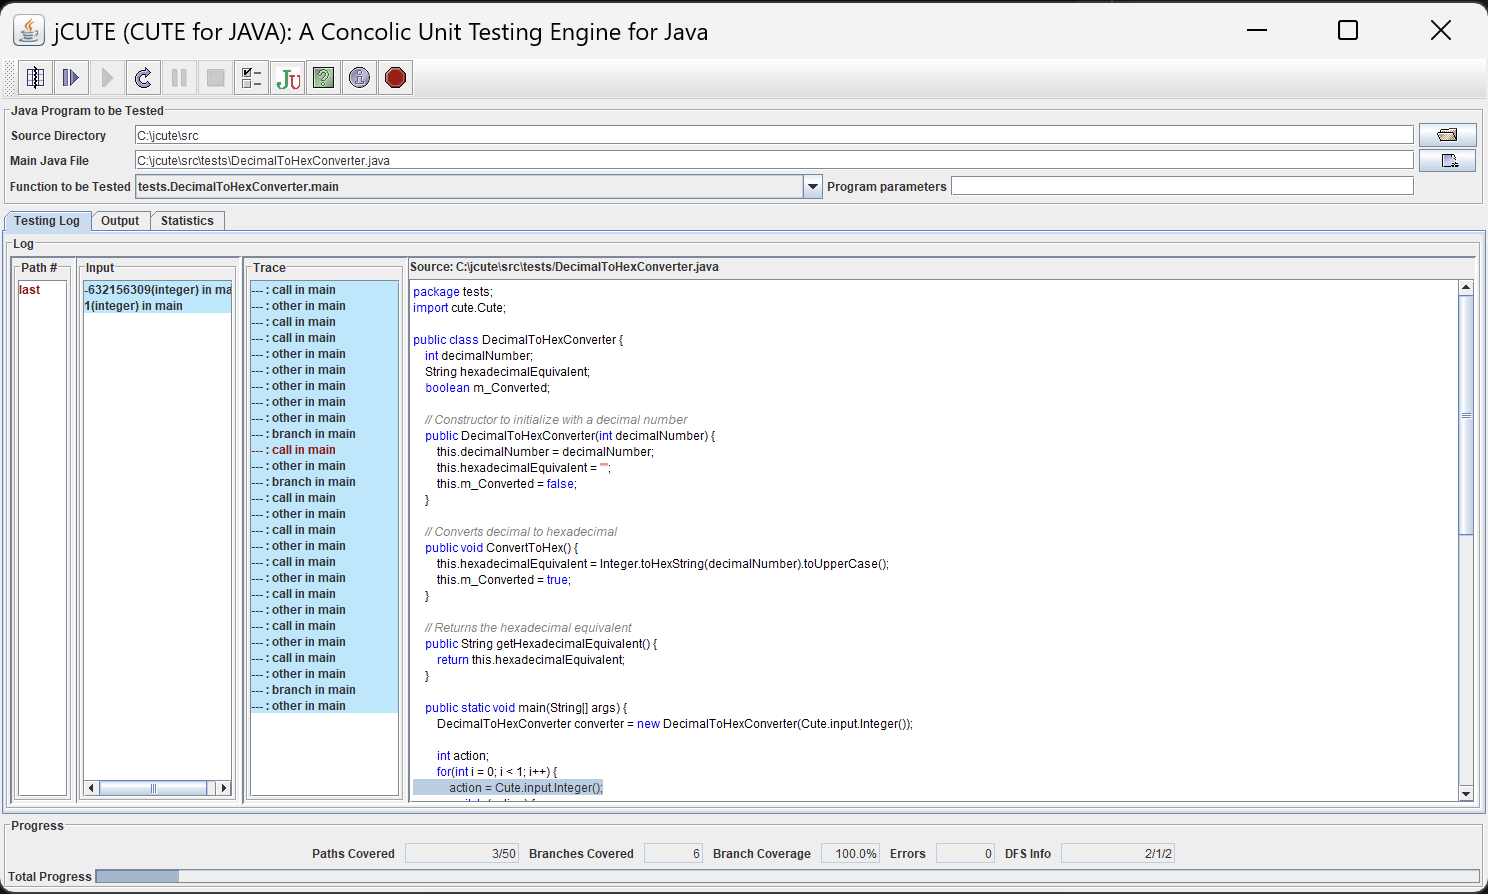 jCUTE (CUTE for JAVA): A Concolic Unit Testing Engine for Java
Ju
Java Program to be Tested
Source Directory C:\jcute\src
Main Java File C:\jcute\src\tests\DecimalToHexConverter.java
Function to be Tested tests.DecimalToHexConverter.main Program parameters
Testing Log Output Statistics
Log
Path #
last
Input
-632156309(integer) in ma
1(integer) in main
Trace
--- : call in main
--- : other in main
--- : call in main
--- : call in main
--- : other in main
--- : other in main
--- : other in main
--- : other in main
--- : other in main
--- : branch in main
--- : call in main
--- : other in main
--- : branch in main
--- : call in main
--- : other in main
--- : call in main
--- : other in main
--- : call in main
--- : other in main
--- : call in main
--- : other in main
--- : call in main
--- : other in main
--- : call in main
--- : other in main
--- : branch in main
--- : other in main
Source: C:\jcute\src\tests/DecimalToHexConverter.java
package tests;
import cute.Cute;
public class DecimalToHexConverter {
int decimalNumber;
String hexadecimalEquivalent;
boolean m_Converted;
// Constructor to initialize with a decimal number
public DecimalToHexConverter(int decimalNumber) {
this.decimalNumber = decimalNumber;
this.hexadecimalEquivalent = "";
this.m_Converted = false;
}
// Converts decimal to hexadecimal
public void ConvertToHex() {
this.hexadecimalEquivalent = Integer.toHexString(decimalNumber).toUpperCase();
this.m_Converted = true;
}
// Returns the hexadecimal equivalent
public String getHexadecimalEquivalent() {
return this.hexadecimalEquivalent;
}
public static void main(String[] args) {
DecimalToHexConverter converter = new DecimalToHexConverter(Cute.input.Integer());
int action;
for(int i = 0; i < 1; i++) {
action = Cute.input.Integer();
Progress
Paths Covered 3/50 Branches Covered 6 Branch Coverage 100.0% Errors 0 DFS Info 2/1/2
Total Progress